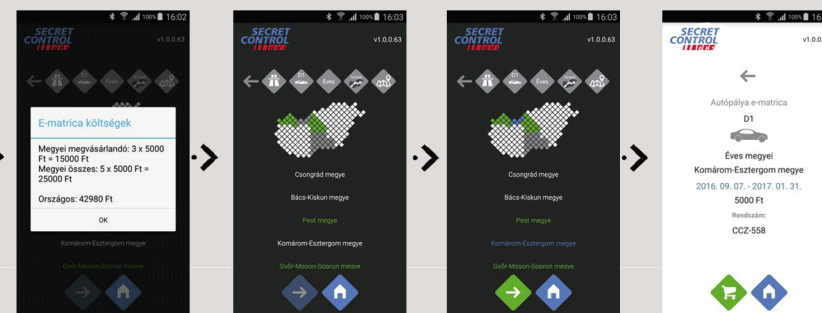 100% 16:02
SECRET
CONTROL
v1.0.0.63
E-matrica költségek
Megyei megvásárlandó: 3 x 5000
Ft = 15000 Ft
Megyei összes: 5 x 5000 Ft =
25000 Ft
Országos: 42980 Ft
OK
Komárom-Esztergom megye
Győr-Moson-Sopron megye
100% 16:03
SECRET
CONTROL
v1.0.0.63
D1
Éves
Csongrád megye
Bács-Kiskun megye
Pest megye
Komárom-Esztergom megye
Győr-Moson-Sopron megye
100% 16:03
SECRET
CONTROL
v1.0.0.63
D1
Éves
Csongrád megye
Bács-Kiskun megye
Pest megye
Komárom-Esztergom megye
Győr-Moson-Sopron megye
100% 16
SECRET
CONTROL
v1.0.0.
Autópálya e-matrica
D1
Éves megyei
Komárom-Esztergom megye
2016. 09. 07. - 2017. 01. 31.
5000 Ft
Rendszám:
CCZ-558